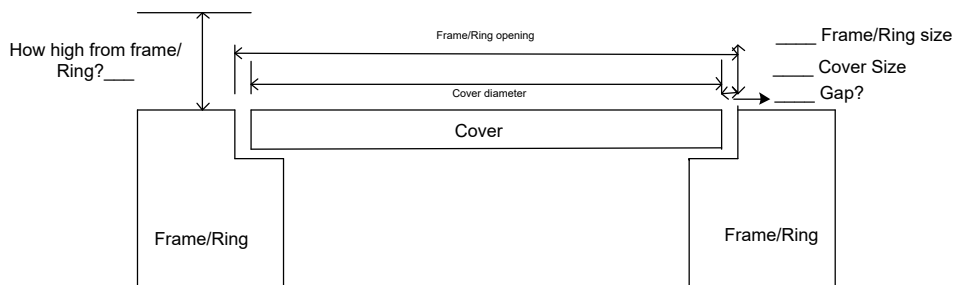 How high from frame/
Ring?___
Frame/Ring opening
____ Frame/Ring size
____ Cover Size
Cover diameter
____ Gap?
Cover
Frame/Ring
Frame/Ring